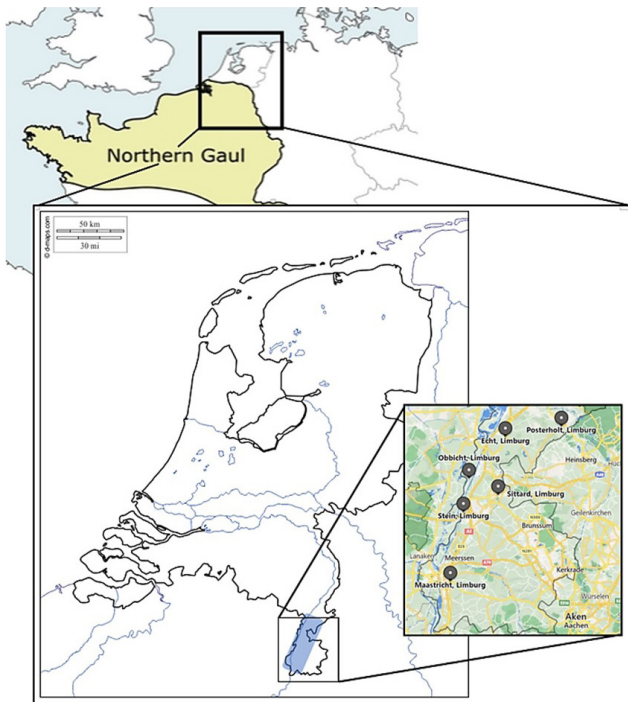 Northern Gaul
© d-maps.com
50 km
30 mi
Posterholt, Limburg
Echt, Limburg
Heinsberg
Obbicht, Limburg
Sittard, Limburg
Stein, Limburg
Geilenkirchen
Brunssum
Lanaken
Meerssen
Kerkrade
Maastricht, Limburg
Würselen
Aken
Aachen